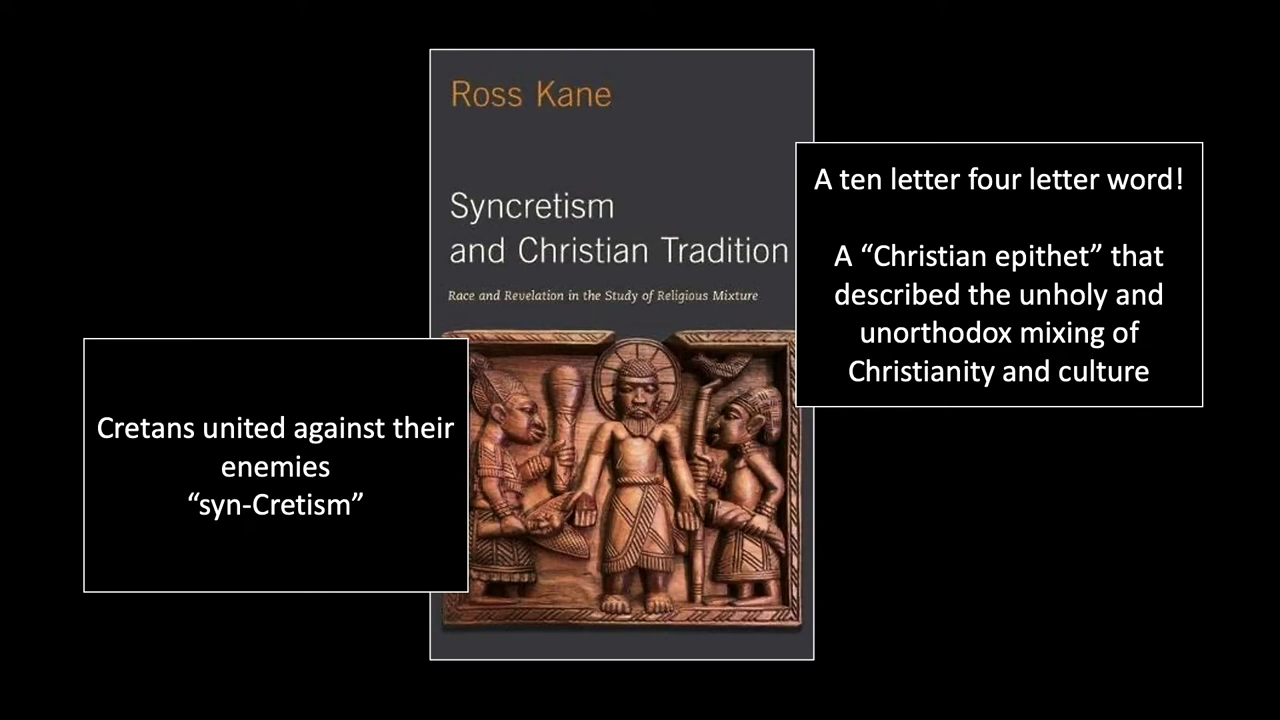 Ross Kane
Syncretism
and Christian Tradition
Race and Revelation in the Study of Religious Mixture
Cretans united against their
enemies
“syn-Cretism”
A ten letter four letter word!
A “Christian epithet” that
described the unholy and
unorthodox mixing of
Christianity and culture